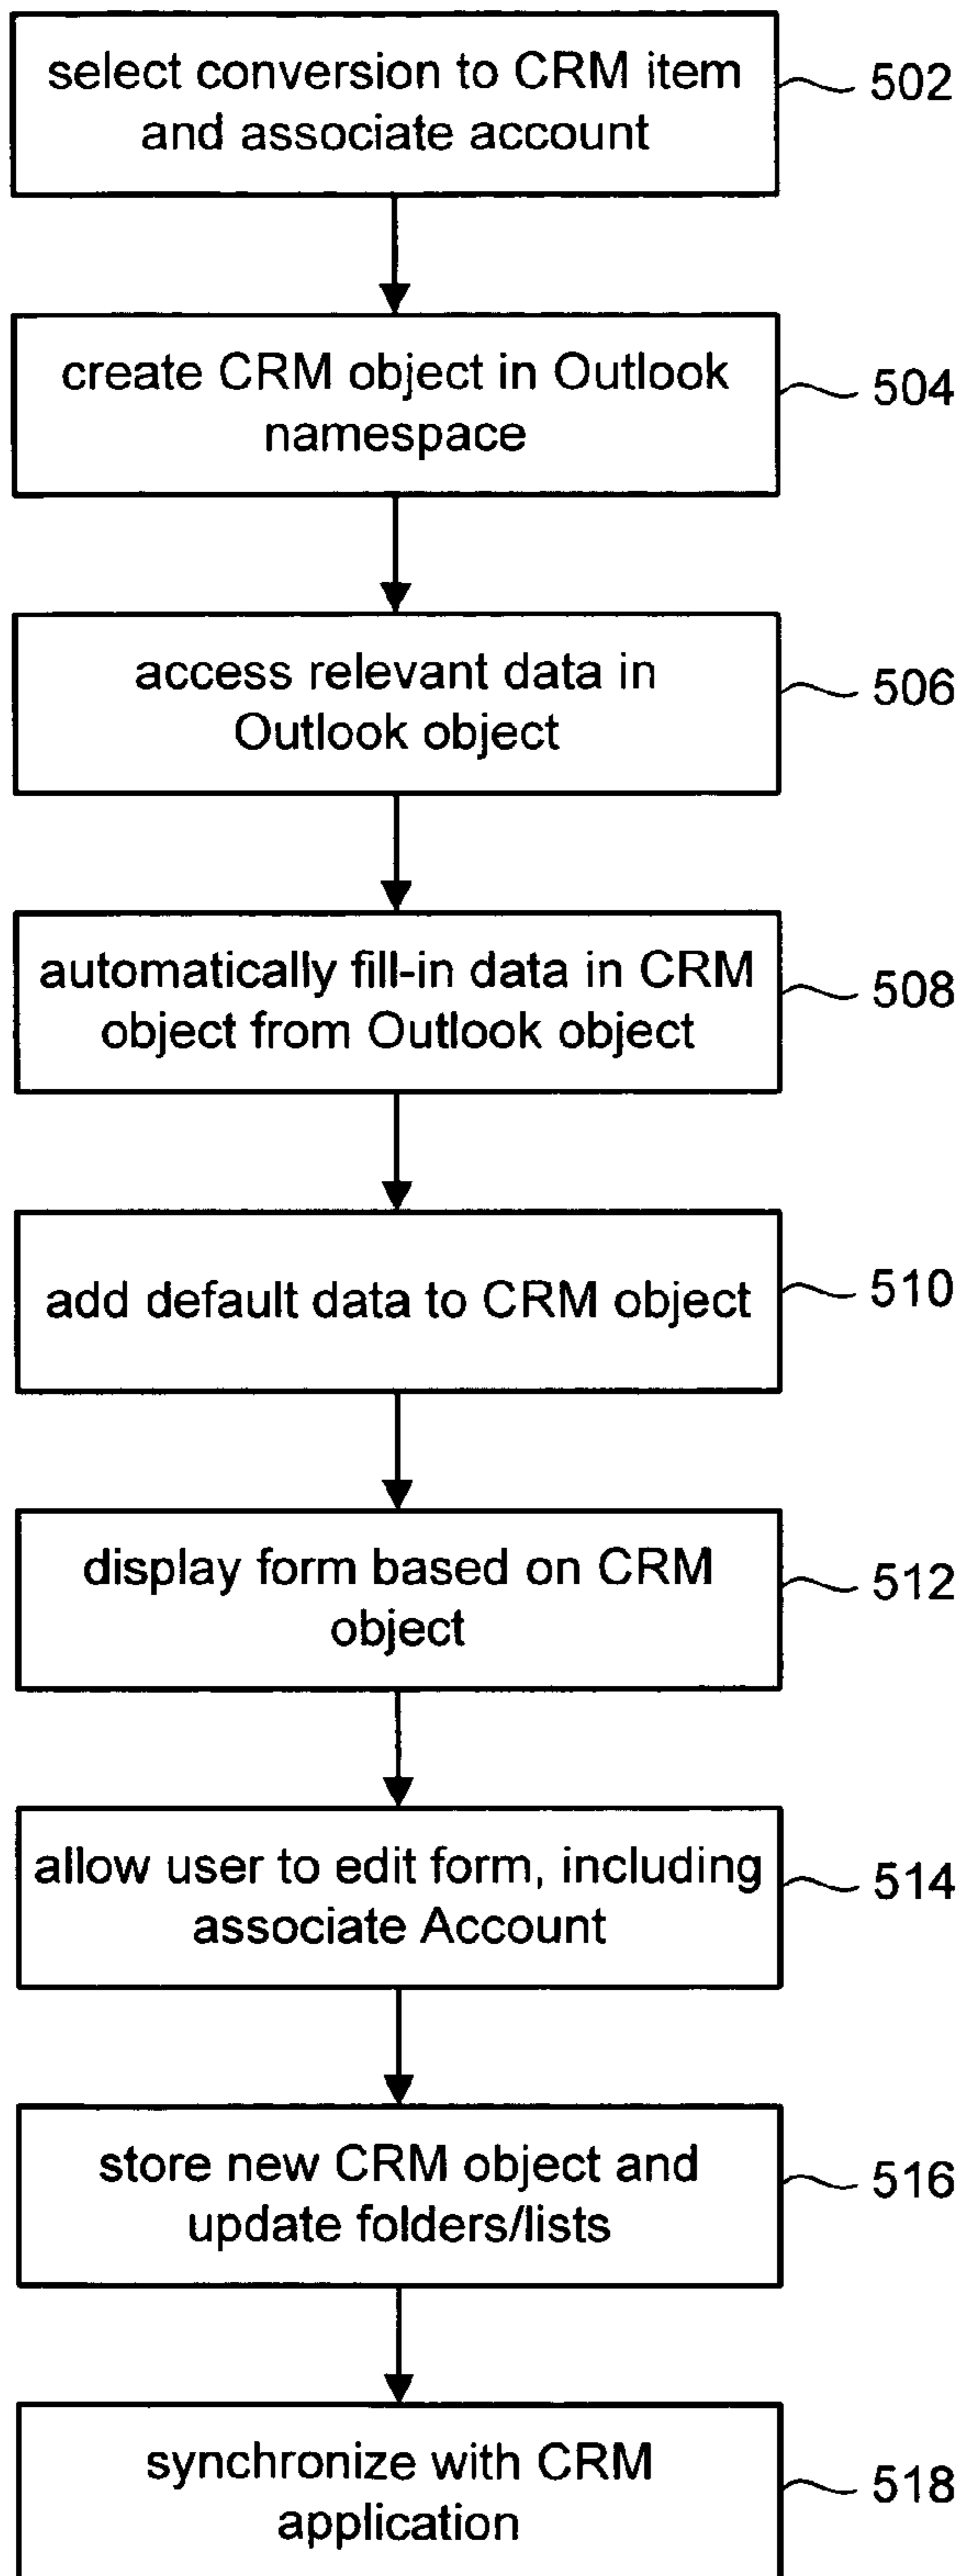 select conversion to CRM item
and associate account
502
create CRM object in Outlook
namespace
504
access relevant data in
Outlook object
506
automatically fill-in data in CRM
object from Outlook object
508
add default data to CRM object
510
display form based on CRM
object
512
allow user to edit form, including
associate Account
514
store new CRM object and
update folders/lists
516
synchronize with CRM
application
518